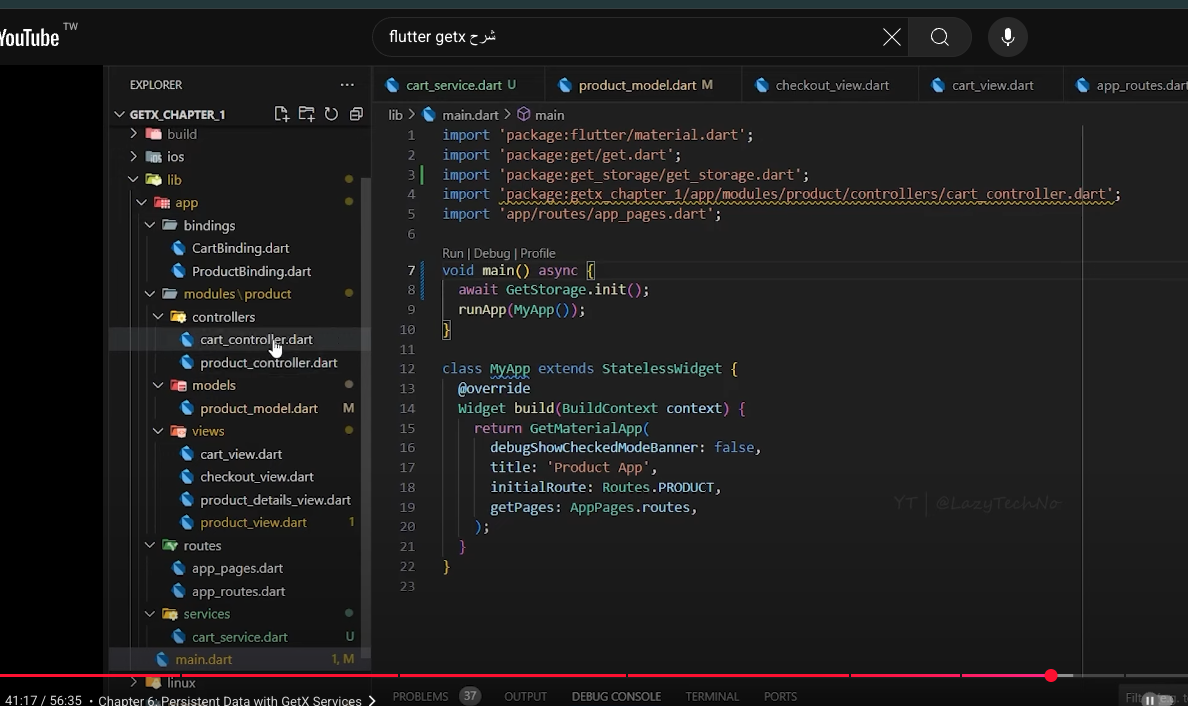 YouTube TW
flutter getx شرح
EXPLORER
GETX_CHAPTER_1
build
ios
lib
app
bindings
CartBinding.dart
ProductBinding.dart
modules\product
controllers
cart_controller.dart
product_controller.dart
models
product_model.dart M
views
cart_view.dart
checkout_view.dart
product_details_view.dart
product_view.dart 1
routes
app_pages.dart
app_routes.dart
services
cart_service.dart U
main.dart 1, M
linux
cart_service.dart U product_model.dart M checkout_view.dart cart_view.dart app_routes.dart
lib > main.dart > main
1 import 'package:flutter/material.dart';
2 import 'package:get/get.dart';
3 import 'package:get_storage/get_storage.dart';
4 import 'package:getx_chapter_1/app/modules/product/controllers/cart_controller.dart';
5 import 'app/routes/app_pages.dart';
6
Run | Debug | Profile
7 void main() async {
8 await GetStorage.init();
9 runApp(MyApp());
10 }
11
12 class MyApp extends StatelessWidget {
13 @override
14 Widget build(BuildContext context) {
15 return GetMaterialApp(
16 debugShowCheckedModeBanner: false,
17 title: 'Product App',
18 initialRoute: Routes.PRODUCT,
19 getPages: AppPages.routes,
20 );
21 }
22 }
23
YT | @LazyTechNo
41:17 / 56:35 • Chapter 6: Persistent Data with GetX Services >
PROBLEMS 37 OUTPUT DEBUG CONSOLE TERMINAL PORTS